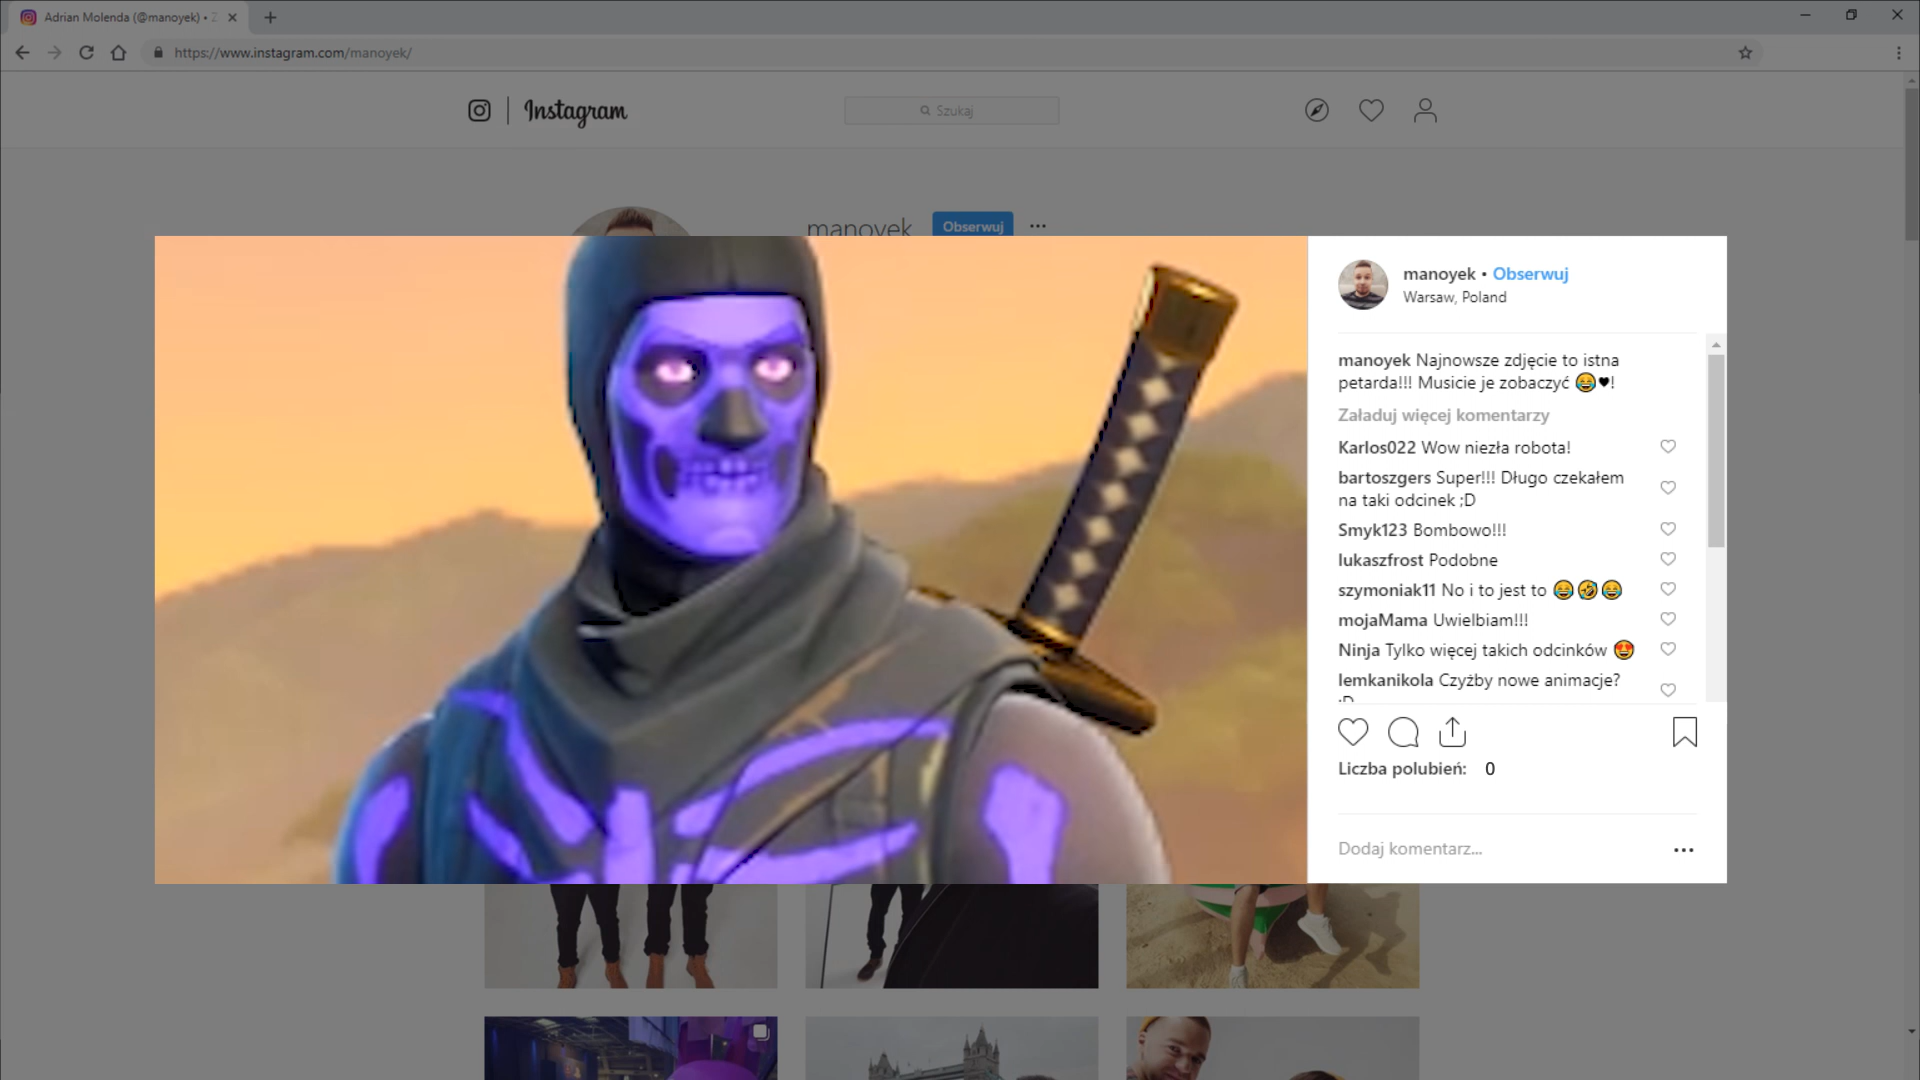 Adrian Molenda (@manoyek) • Z
https://www.instagram.com/manoyek/
Instagram
Szukaj
manoyek Obserwuj
manoyek • Obserwuj
Warsaw, Poland
manoyek Najnowsze zdjęcie to istna
petarda!!! Musicie je zobaczyć 😂♥!
Załaduj więcej komentarzy
Karlos022 Wow niezła robota!
bartoszgers Super!!! Długo czekałem
na taki odcinek ;D
Smyk123 Bombowo!!!
lukaszfrost Podobne
szymoniak11 No i to jest to 😂🤣😂
mojaMama Uwielbiam!!!
Ninja Tylko więcej takich odcinków 😍
lemkanikola Czyżby nowe animacje?
:D
Liczba polubień: 0
Dodaj komentarz...